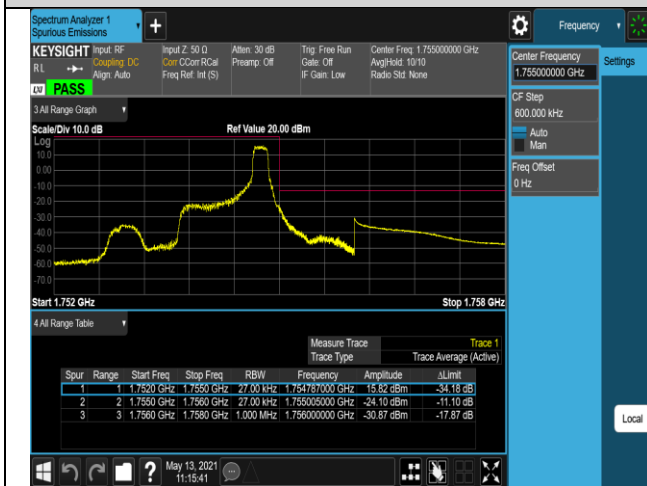 Spectrum Analyzer 1
Spurious Emissions
+
Frequency
KEYSIGHT
RL
LXI
PASS
Input: RF
Coupling: DC
Align: Auto
Input Z: 50 Ω
Corr CCorr RCal
Freq Ref: Int (S)
Atten: 30 dB
Preamp: Off
Trig: Free Run
Gate: Off
IF Gain: Low
Center Freq: 1.755000000 GHz
Avg|Hold: 10/10
Radio Std: None
Center Frequency
1.755000000 GHz
Settings
CF Step
600.000 kHz
Auto
Man
Freq Offset
0 Hz
3 All Range Graph
Scale/Div 10.0 dB
Ref Value 20.00 dBm
Log
10.0
0.00
-10.0
-20.0
-30.0
-40.0
-50.0
-60.0
-70.0
Start 1.752 GHz
Stop 1.758 GHz
4 All Range Table
Measure Trace Trace 1
Trace Type Trace Average (Active)
Spur Range Start Freq Stop Freq RBW Frequency Amplitude ΔLimit
1 1 1.7520 GHz 1.7550 GHz 27.00 kHz 1.754787000 GHz 15.82 dBm -34.18 dB
2 2 1.7550 GHz 1.7560 GHz 27.00 kHz 1.755005000 GHz -24.10 dBm -11.10 dB
3 3 1.7560 GHz 1.7580 GHz 1.000 MHz 1.756000000 GHz -30.87 dBm -17.87 dB
Local
?
May 13, 2021
11:15:41